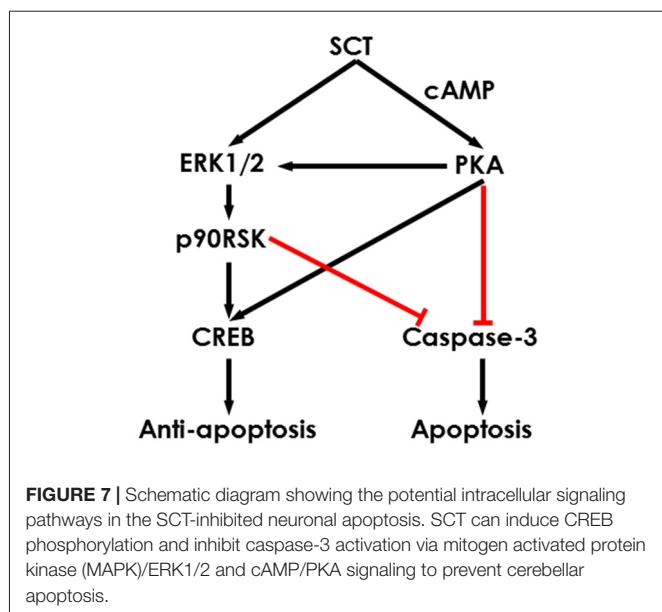 SCT
cAMP
ERK1/2 PKA
p90RSK
CREB Caspase-3
Anti-apoptosis Apoptosis
FIGURE 7 | Schematic diagram showing the potential intracellular signaling
pathways in the SCT-inhibited neuronal apoptosis. SCT can induce CREB
phosphorylation and inhibit caspase-3 activation via mitogen activated protein
kinase (MAPK)/ERK1/2 and cAMP/PKA signaling to prevent cerebellar
apoptosis.